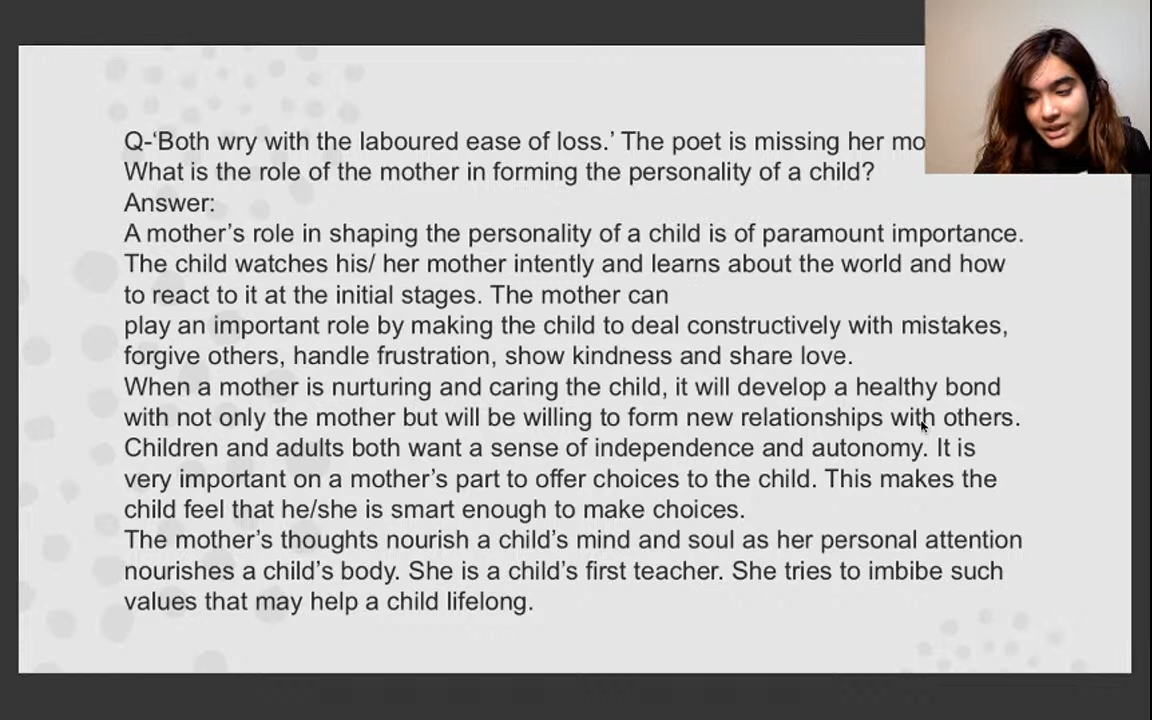 Q-‘Both wry with the laboured ease of loss.’ The poet is missing her
What is the role of the mother in forming the personality of a child?
Answer:
A mother’s role in shaping the personality of a child is of paramount importance.
The child watches his/ her mother intently and learns about the world and how
to react to it at the initial stages. The mother can
play an important role by making the child to deal constructively with mistakes,
forgive others, handle frustration, show kindness and share love.
When a mother is nurturing and caring the child, it will develop a healthy bond
with not only the mother but will be willing to form new relationships with others.
Children and adults both want a sense of independence and autonomy. It is
very important on a mother’s part to offer choices to the child. This makes the
child feel that he/she is smart enough to make choices.
The mother’s thoughts nourish a child’s mind and soul as her personal attention
nourishes a child’s body. She is a child’s first teacher. She tries to imbibe such
values that may help a child lifelong.